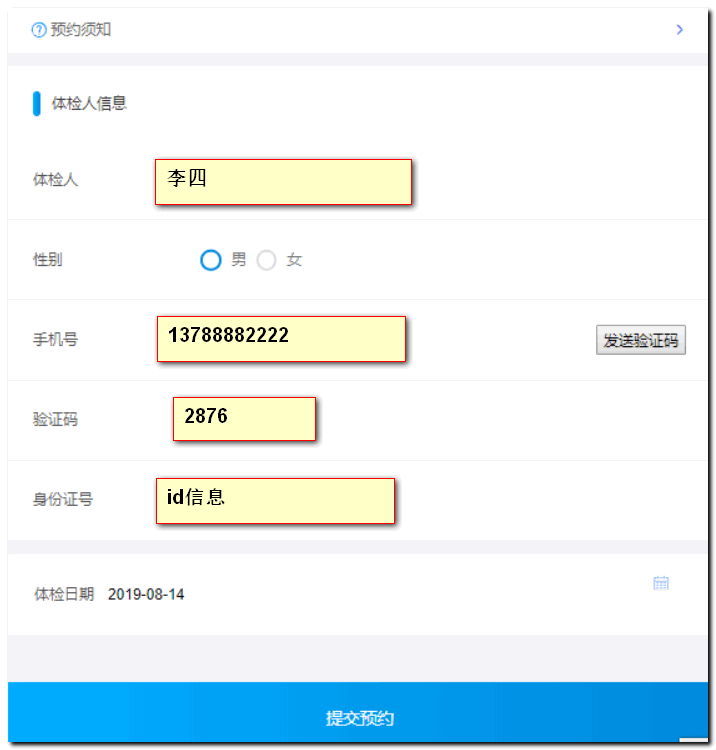 预约须知
体检人信息
体检人 李四
性别 男 女
手机号 13788882222 发送验证码
验证码 2876
身份证号 id信息
体检日期 2019-08-14
提交预约